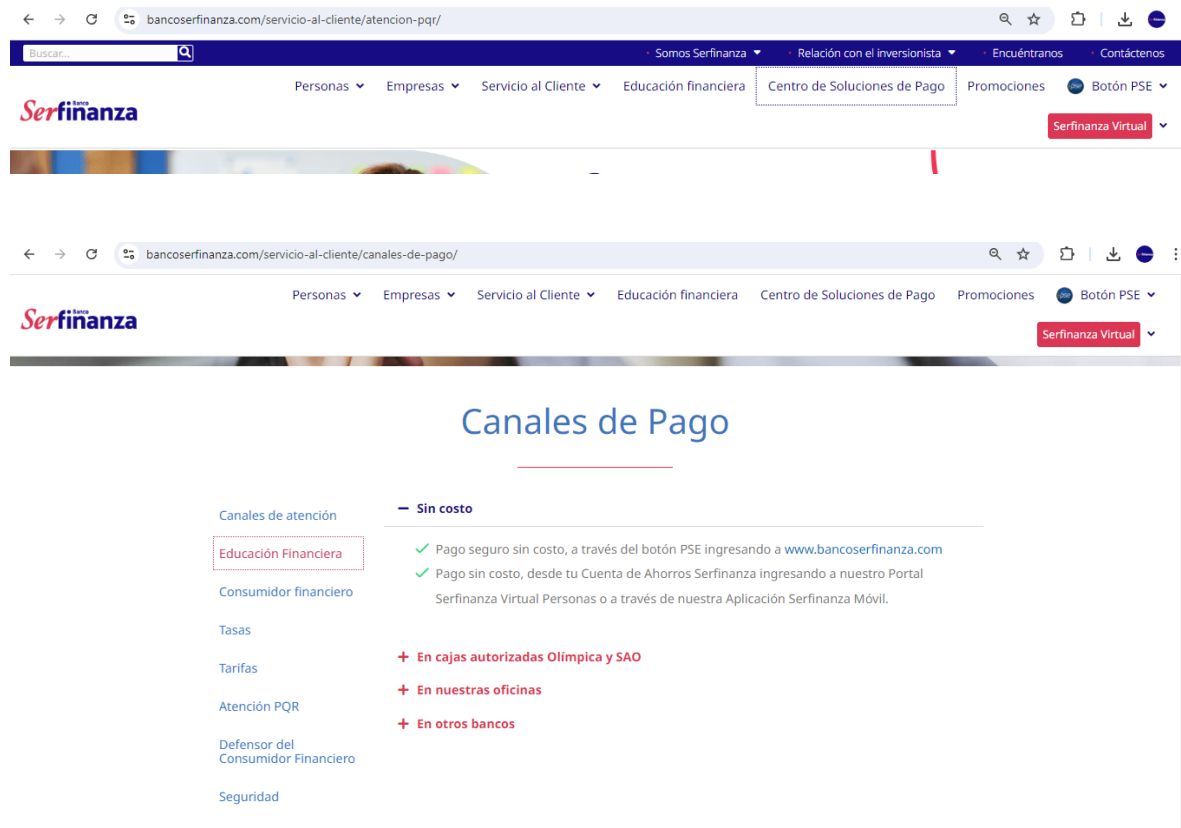 bancoserfinanza.com/servicio-al-cliente/atencion-pqr/
Buscar...
Somos Serfinanza
Relación con el inversionista
Encuéntranos
Contáctenos
Personas
Empresas
Servicio al Cliente
Educación financiera
Centro de Soluciones de Pago
Promociones
pse
Botón PSE
Banco
Serfinanza
Serfinanza Virtual
bancoserfinanza.com/servicio-al-cliente/canales-de-pago/
Personas
Empresas
Servicio al Cliente
Educación financiera
Centro de Soluciones de Pago
Promociones
pse
Botón PSE
Banco
Serfinanza
Serfinanza Virtual
Canales de Pago
Canales de atención
Educación Financiera
Consumidor financiero
Tasas
Tarifas
Atención PQR
Defensor del
Consumidor Financiero
Seguridad
Sin costo
Pago seguro sin costo, a través del botón PSE ingresando a www.bancoserfinanza.com
Pago sin costo, desde tu Cuenta de Ahorros Serfinanza ingresando a nuestro Portal
Serfinanza Virtual Personas o a través de nuestra Aplicación Serfinanza Móvil.
En cajas autorizadas Olímpica y SAO
En nuestras oficinas
En otros bancos